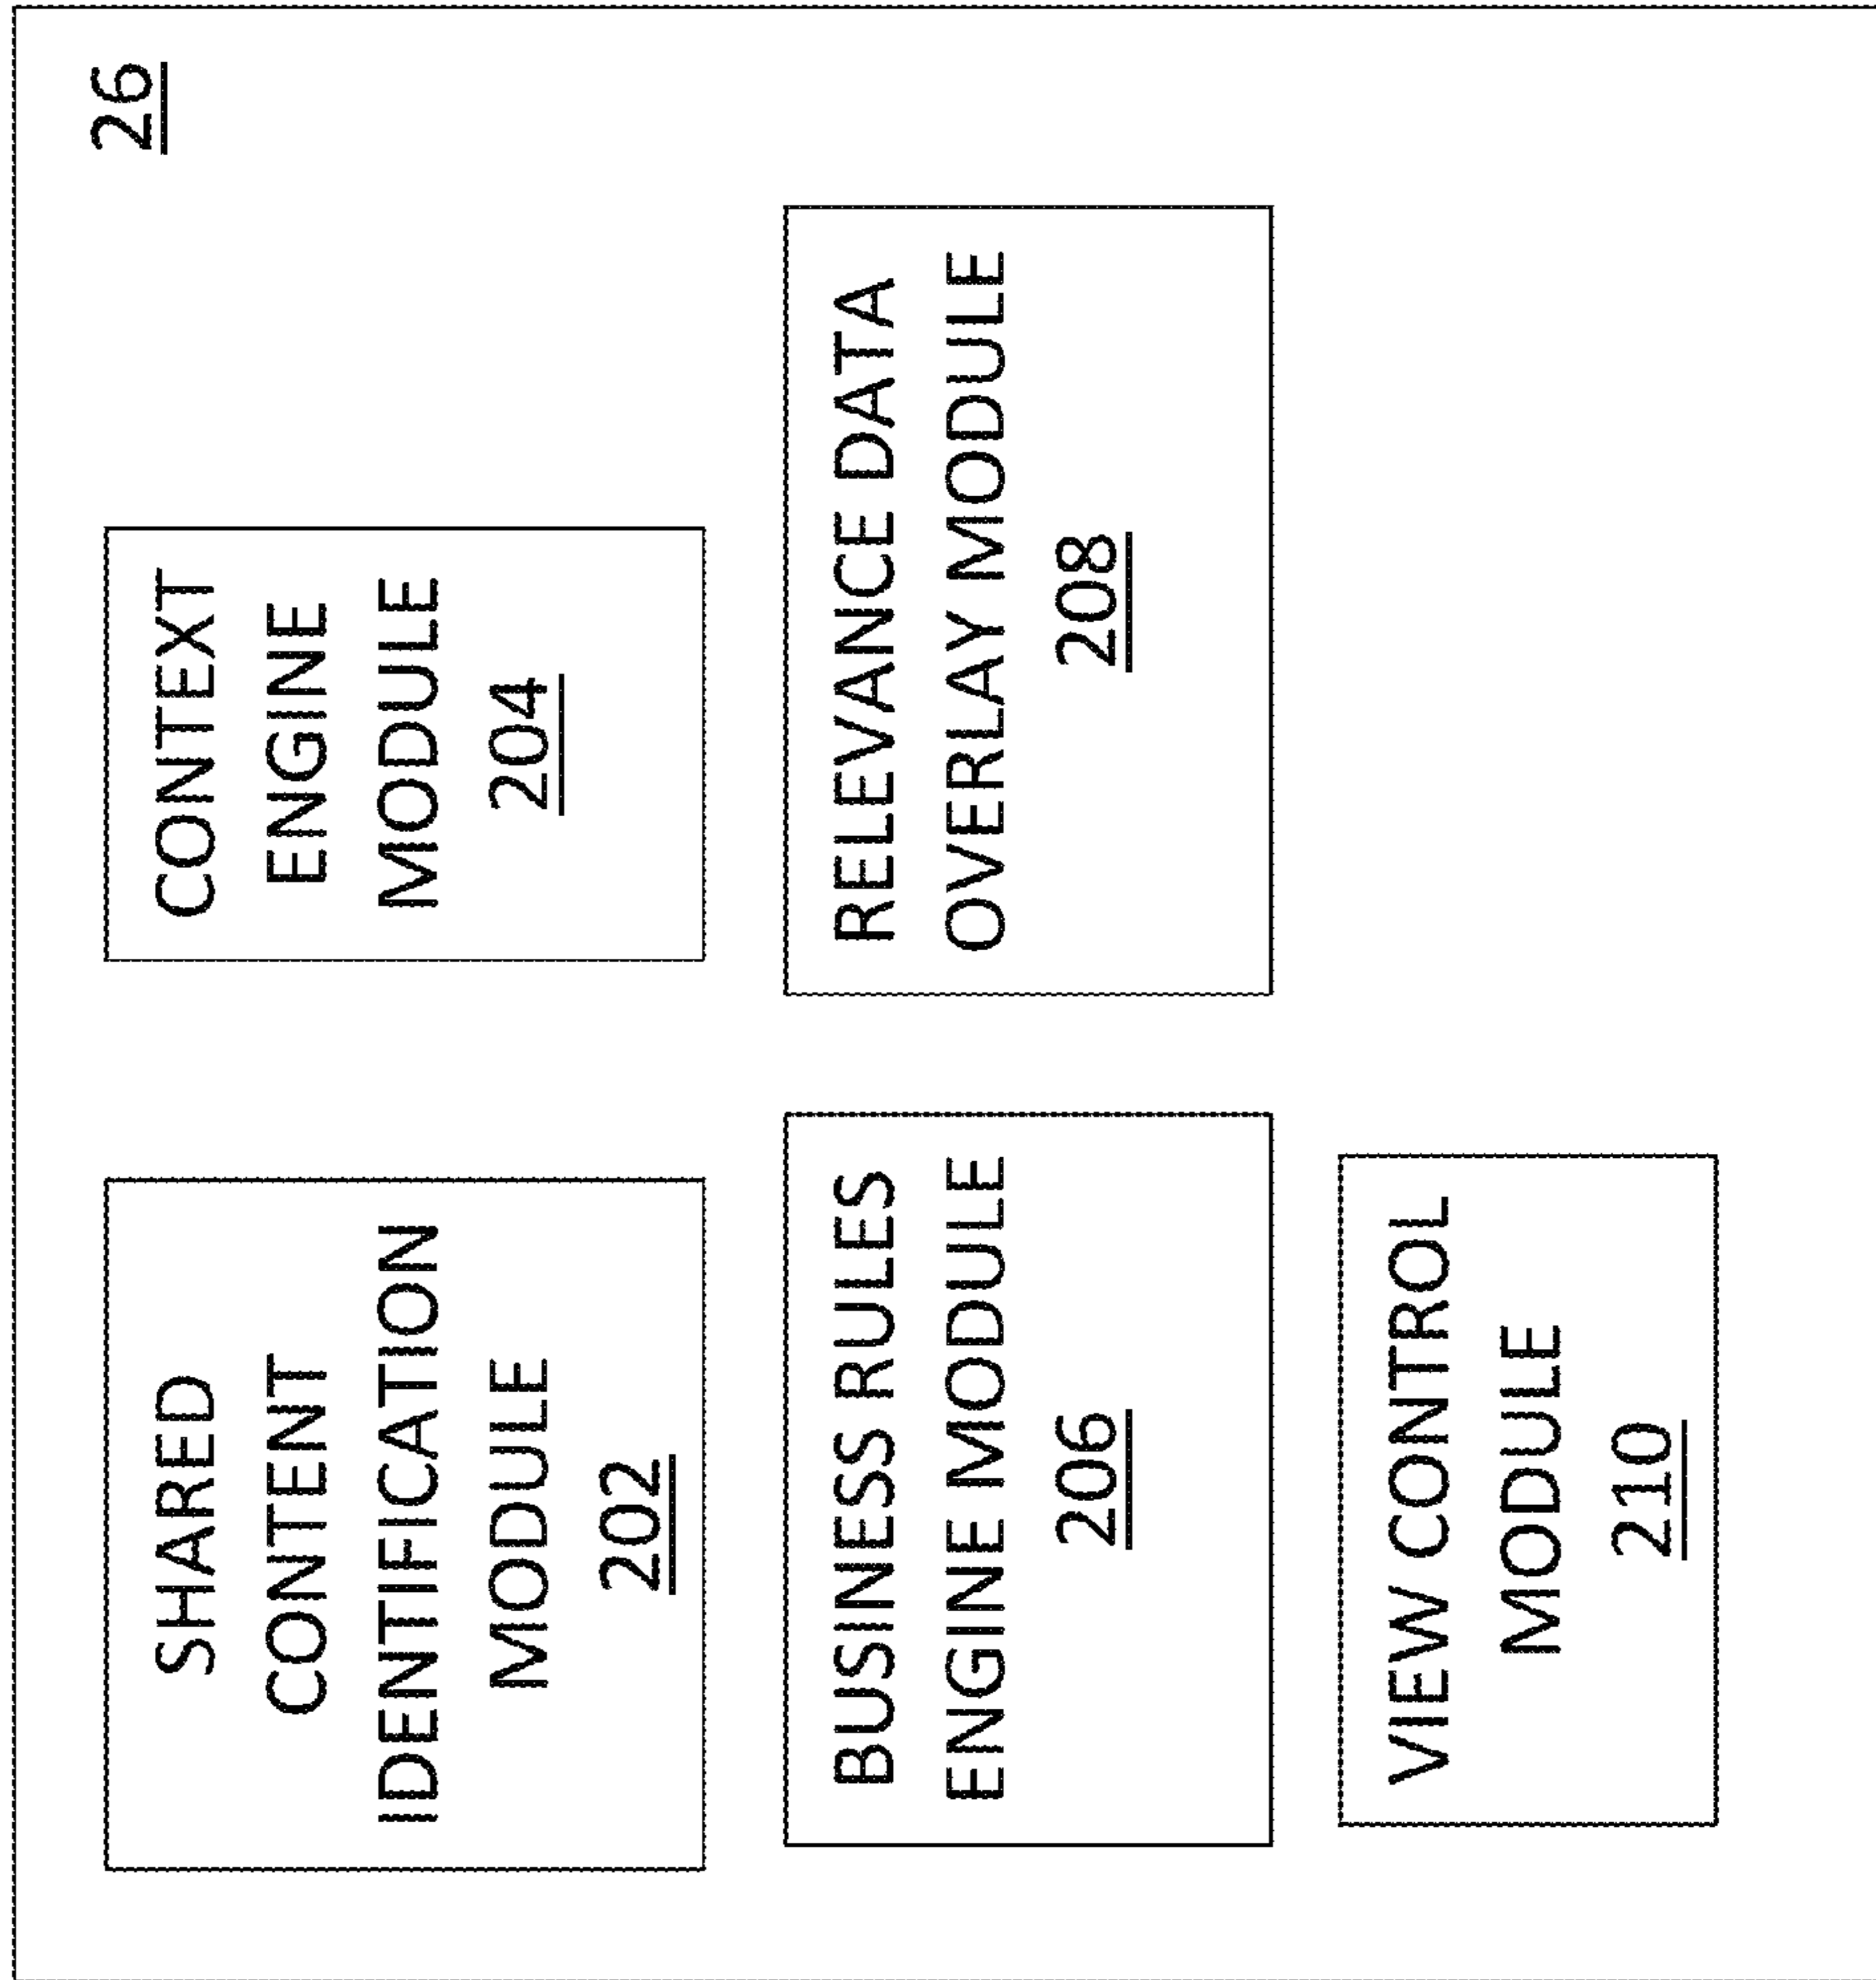 26
SHARED
CONTENT
IDENTIFICATION
MODULE
202
CONTEXT
ENGINE
MODULE
204
BUSINESS RULES
ENGINE MODULE
206
RELEVANCE DATA
OVERLAY MODULE
208
VIEW CONTROL
MODULE
210